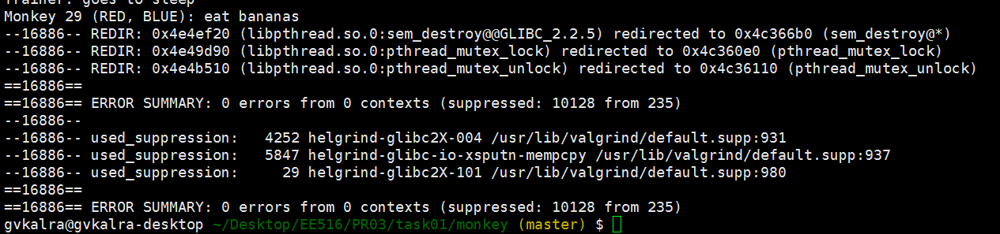 Trainer: goes to sleep
Monkey 29 (RED, BLUE): eat bananas
--16886-- REDIR: 0x4e4ef20 (libpthread.so.0:sem_destroy@@GLIBC_2.2.5) redirected to 0x4c366b0 (sem_destroy@*)
--16886-- REDIR: 0x4e49d90 (libpthread.so.0:pthread_mutex_lock) redirected to 0x4c360e0 (pthread_mutex_lock)
--16886-- REDIR: 0x4e4b510 (libpthread.so.0:pthread_mutex_unlock) redirected to 0x4c36110 (pthread_mutex_unlock)
==16886==
==16886== ERROR SUMMARY: 0 errors from 0 contexts (suppressed: 10128 from 235)
--16886--
--16886-- used_suppression:   4252 helgrind-glibc2X-004 /usr/lib/valgrind/default.supp:931
--16886-- used_suppression:   5847 helgrind-glibc-io-xsputn-mempcpy /usr/lib/valgrind/default.supp:937
--16886-- used_suppression:     29 helgrind-glibc2X-101 /usr/lib/valgrind/default.supp:980
==16886==
==16886== ERROR SUMMARY: 0 errors from 0 contexts (suppressed: 10128 from 235)
gvkalra@gvkalra-desktop ~/Desktop/EE516/PR03/task01/monkey (master) $